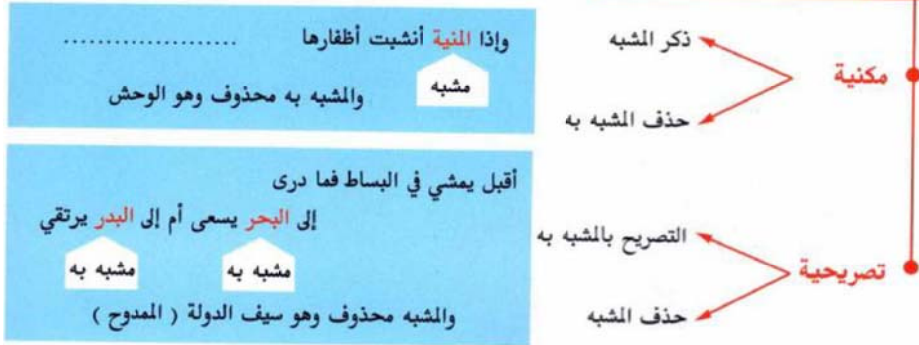 مكنية
ذكر المشبه
حذف المشبه به
وإذا المنية أنشبت أظفارها .....................
مشبه
والمشبه به محذوف وهو الوحش
تصريحية
التصريح بالمشبه به
حذف المشبه
أقبل يمشي في البساط فما درى
إلى البحر يسعى أم إلى البدر يرتقي
مشبه به مشبه به
والمشبه محذوف وهو سيف الدولة ( الممدوح )